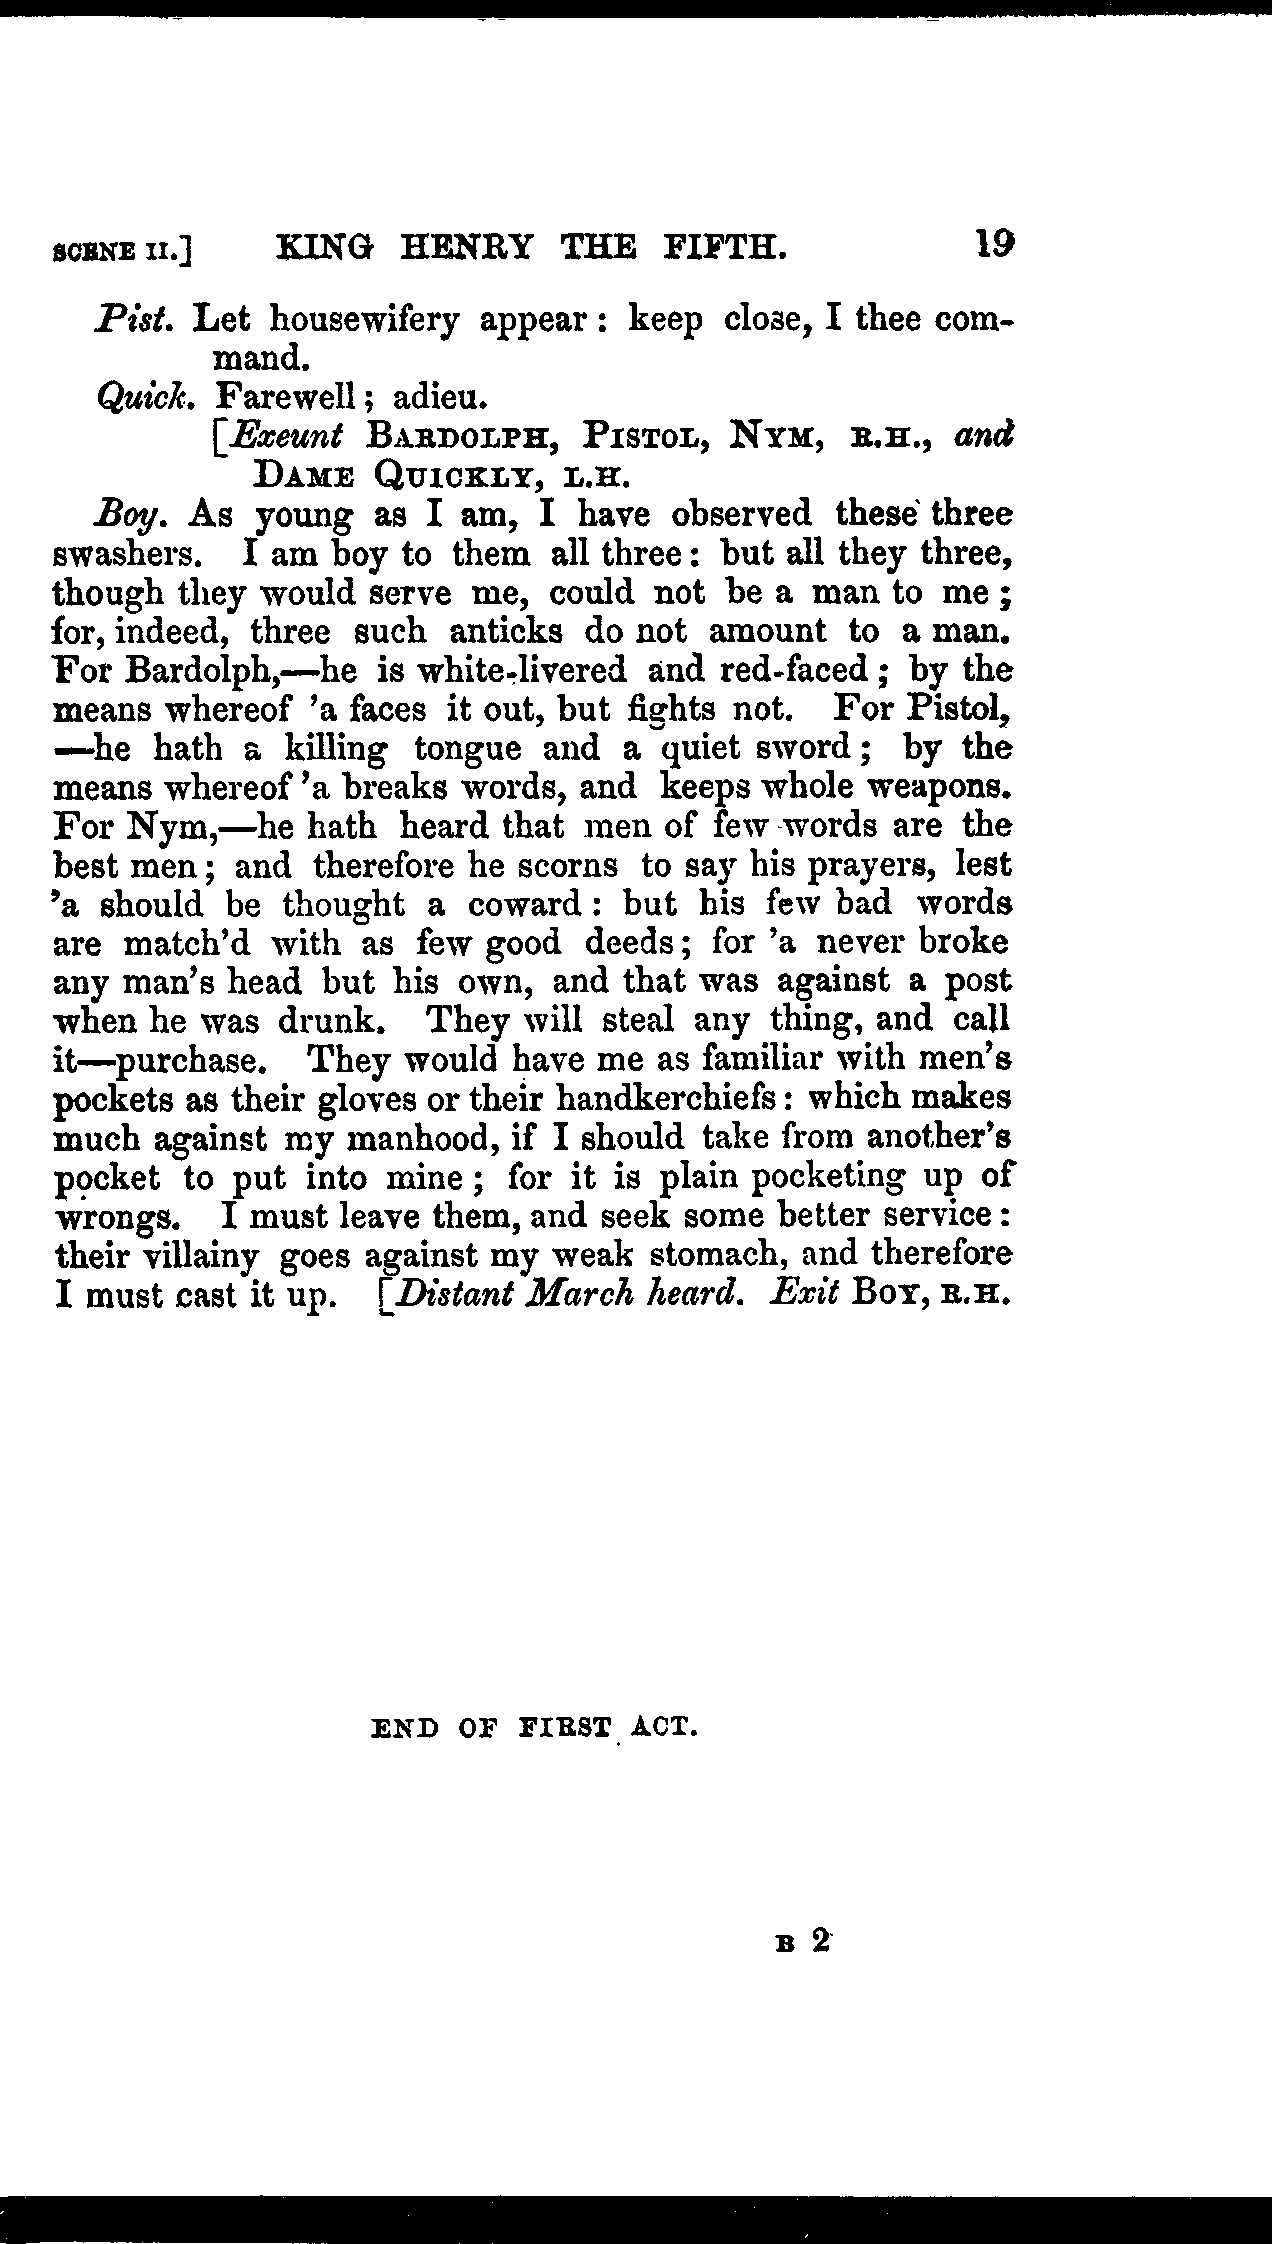 SCENE II.] KING HENRY THE FIFTH. 19
Pist. Let housewifery appear : keep close, I thee com-
mand.
Quick. Farewell ; adieu.
[Exeunt BARDOLPH, PISTOL, NYM, R.H., and
DAME QUICKLY, L.H.
Boy. As young as I am, I have observed these three
swashers. I am boy to them all three : but all they three,
though they would serve me, could not be a man to me ;
for, indeed, three such anticks do not amount to a man.
For Bardolph,—he is white-livered and red-faced ; by the
means whereof 'a faces it out, but fights not. For Pistol,
—he hath a killing tongue and a quiet sword ; by the
means whereof 'a breaks words, and keeps whole weapons.
For Nym,—he hath heard that men of few words are the
best men ; and therefore he scorns to say his prayers, lest
'a should be thought a coward : but his few bad words
are match'd with as few good deeds ; for 'a never broke
any man's head but his own, and that was against a post
when he was drunk. They will steal any thing, and call
it—purchase. They would have me as familiar with men's
pockets as their gloves or their handkerchiefs : which makes
much against my manhood, if I should take from another's
pocket to put into mine ; for it is plain pocketing up of
wrongs. I must leave them, and seek some better service :
their villainy goes against my weak stomach, and therefore
I must cast it up. [Distant March heard. Exit BOY, R.H.
END OF FIRST ACT.
B 2